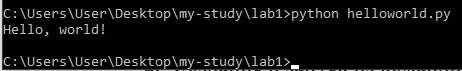 C:\Users\User\Desktop\my-study\lab1>python helloworld.py
Hello, world!
C:\Users\User\Desktop\my-study\lab1>